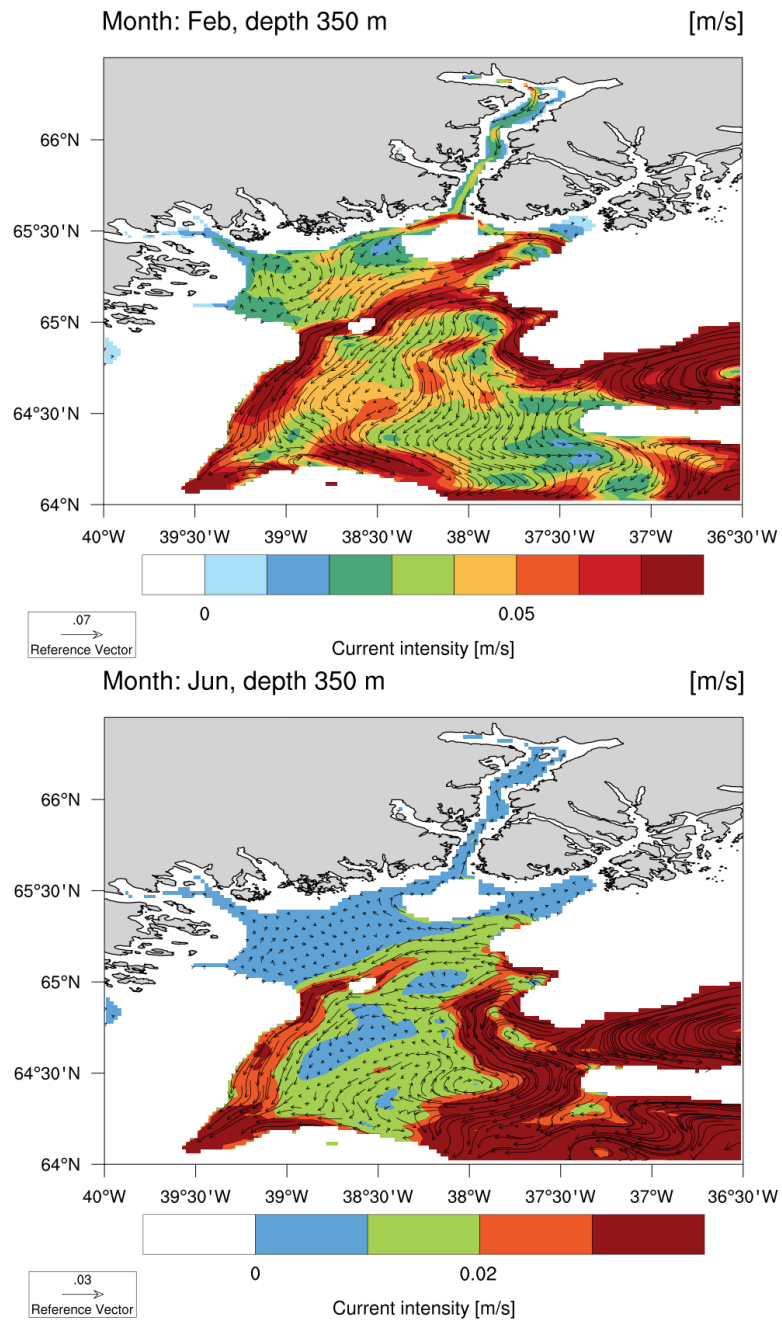 Month: Feb, depth 350 m [m/s]
66°N
65°30'N
65°N
64°30'N
64°N
40°W 39°30'W 39°W 38°30'W 38°W 37°30'W 37°W 36°30'W
0 0.05
.07
Reference Vector
Current intensity [m/s]
Month: Jun, depth 350 m [m/s]
66°N
65°30'N
65°N
64°30'N
64°N
40°W 39°30'W 39°W 38°30'W 38°W 37°30'W 37°W 36°30'W
0 0.02
.03
Reference Vector
Current intensity [m/s]